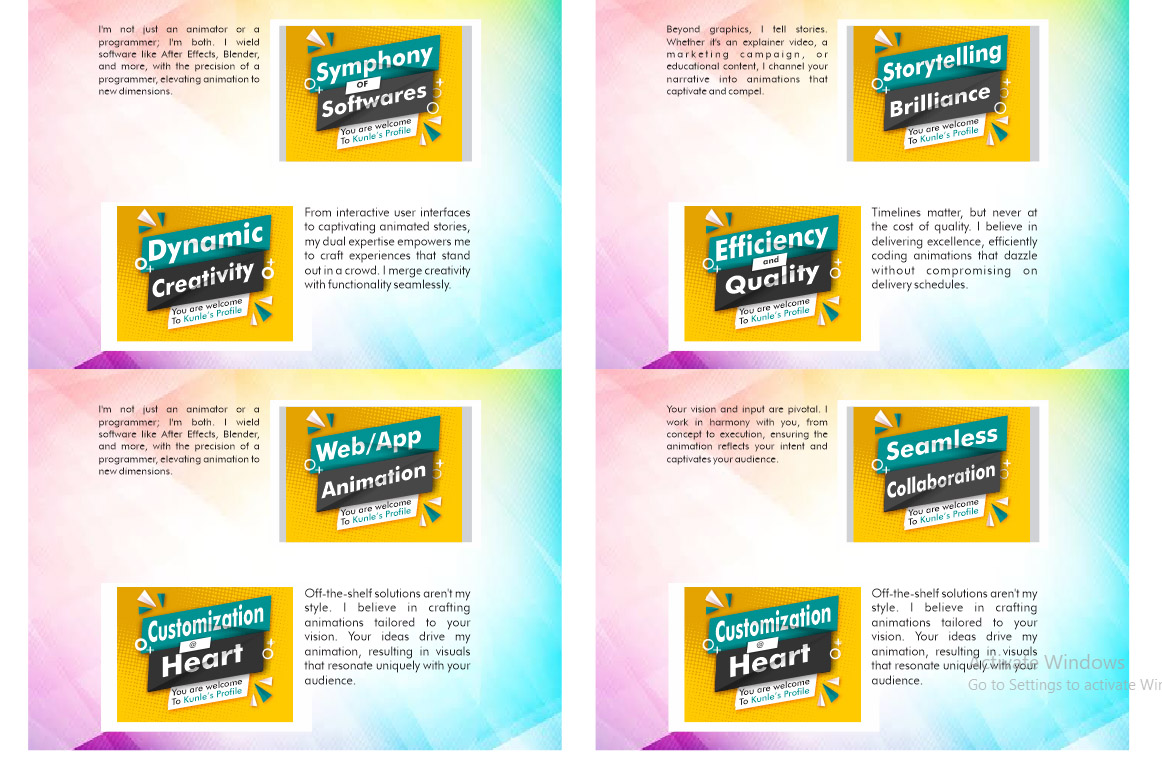 I'm not just an animator or a
programmer; I'm both. I wield
software like After Effects, Blender,
and more, with the precision of a
programmer, elevating animation to
new dimensions.
Symphony
OF
Softwares
You are welcome
To Kunle's Profile
Dynamic
Creativity
You are welcome
To Kunle's Profile
From interactive user interfaces
to captivating animated stories,
my dual expertise empowers me
to craft experiences that stand
out in a crowd. I merge creativity
with functionality seamlessly.
Beyond graphics, I tell stories.
Whether it's an explainer video, a
marketing campaign, or
educational content, I channel your
narrative into animations that
captivate and compel.
Storytelling
Brilliance
You are welcome
To Kunle's Profile
Efficiency
and
Quality
You are welcome
To Kunle's Profile
Timelines matter, but never at
the cost of quality. I believe in
delivering excellence, efficiently
coding animations that dazzle
without compromising on
delivery schedules.
I'm not just an animator or a
programmer; I'm both. I wield
software like After Effects, Blender,
and more, with the precision of a
programmer, elevating animation to
new dimensions.
Web/App
Animation
You are welcome
To Kunle's Profile
Customization
@
Heart
You are welcome
To Kunle's Profile
Off-the-shelf solutions aren't my
style. I believe in crafting
animations tailored to your
vision. Your ideas drive my
animation, resulting in visuals
that resonate uniquely with your
audience.
Your vision and input are pivotal. I
work in harmony with you, from
concept to execution, ensuring the
animation reflects your intent and
captivates your audience.
Seamless
Collaboration
You are welcome
To Kunle's Profile
Customization
@
Heart
You are welcome
To Kunle's Profile
Off-the-shelf solutions aren't my
style. I believe in crafting
animations tailored to your
vision. Your ideas drive my
animation, resulting in visuals
that resonate uniquely with your
audience.
Activate Windows
Go to Settings to activate Wi